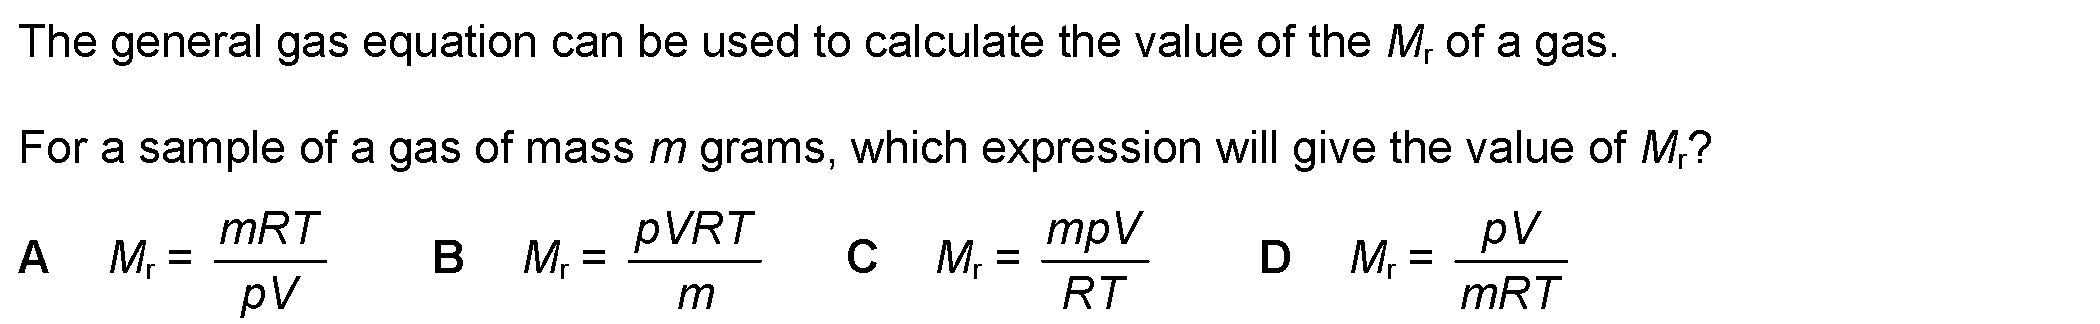 The general gas equation can be used to calculate the value of the Mr of a gas.
For a sample of a gas of mass m grams, which expression will give the value of Mr?
A Mr = mRT/pV B Mr = pVRT/m C Mr = mpV/RT D Mr = pV/mRT